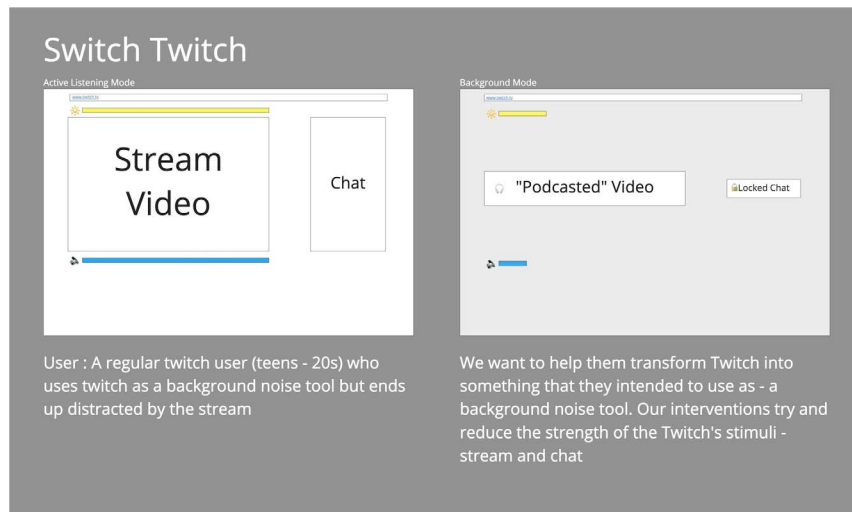 Switch Twitch
Active Listening Mode
www.switch.tv
Stream
Video
Chat
User : A regular twitch user (teens - 20s) who
uses twitch as a background noise tool but ends
up distracted by the stream
Background Mode
"Podcasted" Video
Locked Chat
We want to help them transform Twitch into
something that they intended to use as - a
background noise tool. Our interventions try and
reduce the strength of the Twitch's stimuli -
stream and chat